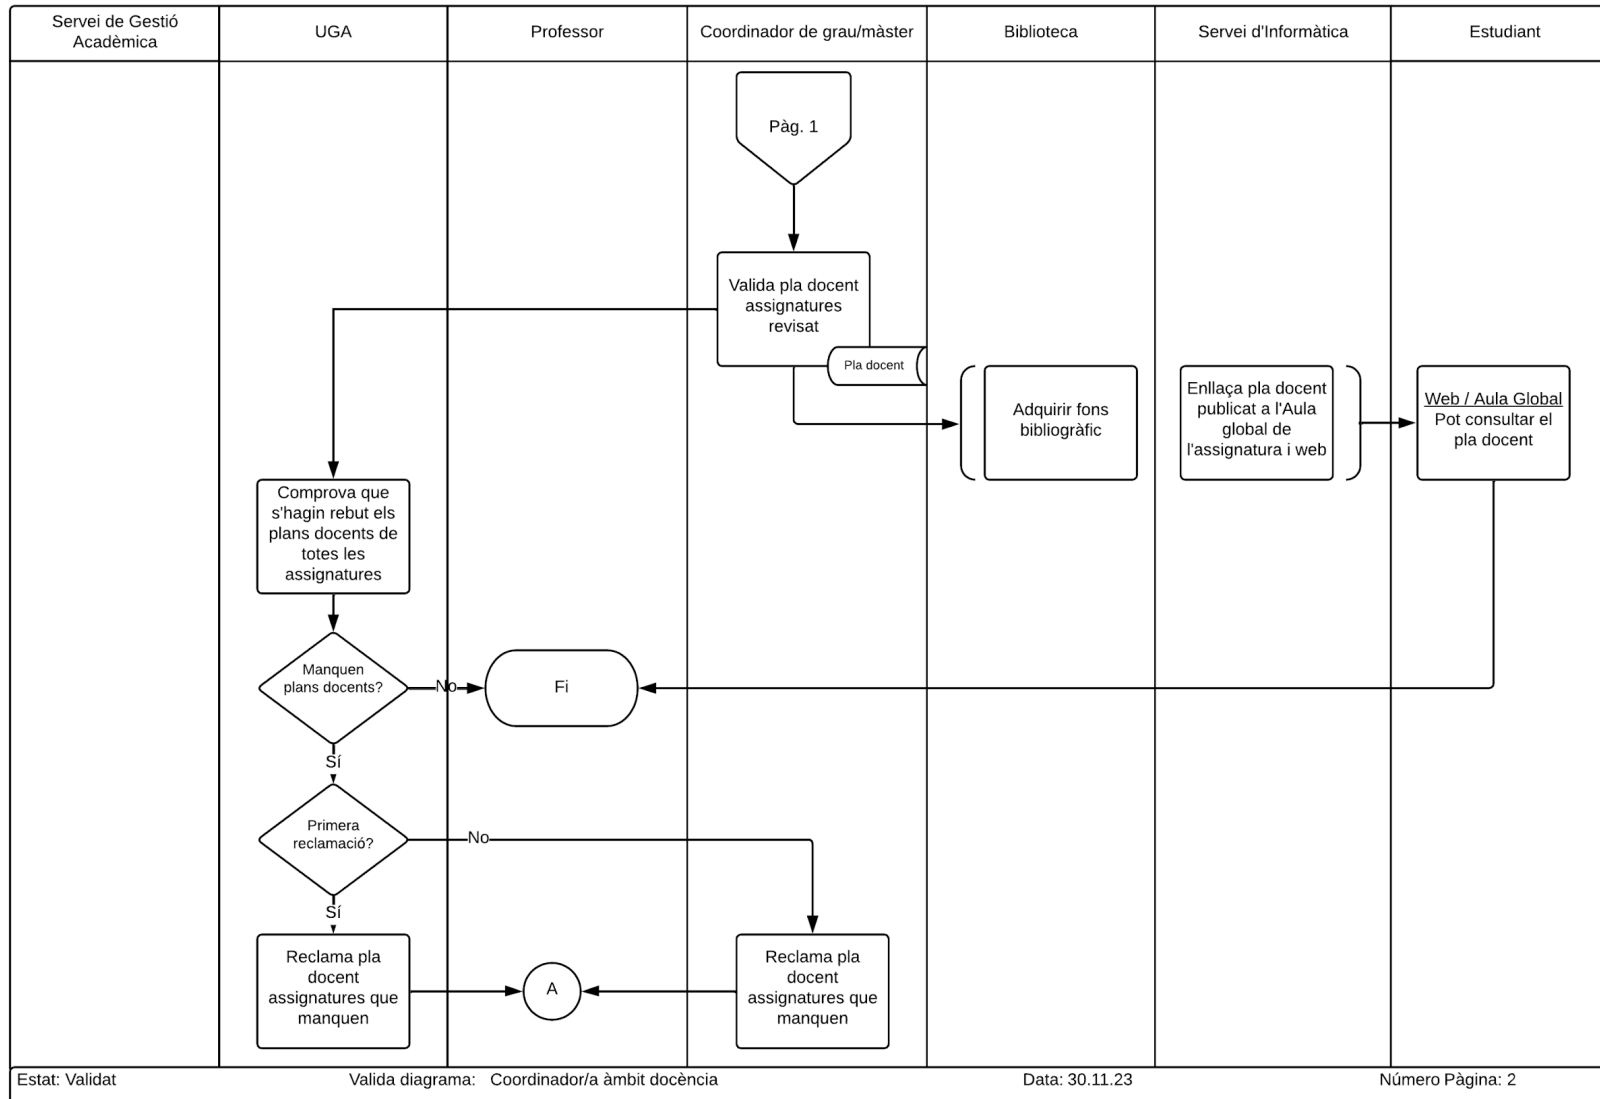 Servei de Gestió
Acadèmica
UGA
Professor
Coordinador de grau/màster
Biblioteca
Servei d'Informàtica
Estudiant
Pàg. 1
Valida pla docent
assignatures
revisat
Pla docent
Adquirir fons
bibliogràfic
Enllaça pla docent
publicat a l'Aula
global de
l'assignatura i web
Web / Aula Global
Pot consultar el
pla docent
Comprova que
s'hagin rebut els
plans docents de
totes les
assignatures
Manquen
plans docents?
No
Fi
Sí
Primera
reclamació?
No
Sí
Reclama pla
docent
assignatures que
manquen
A
Reclama pla
docent
assignatures que
manquen
Estat: Validat
Valida diagrama: Coordinador/a àmbit docència
Data: 30.11.23
Número Pàgina: 2